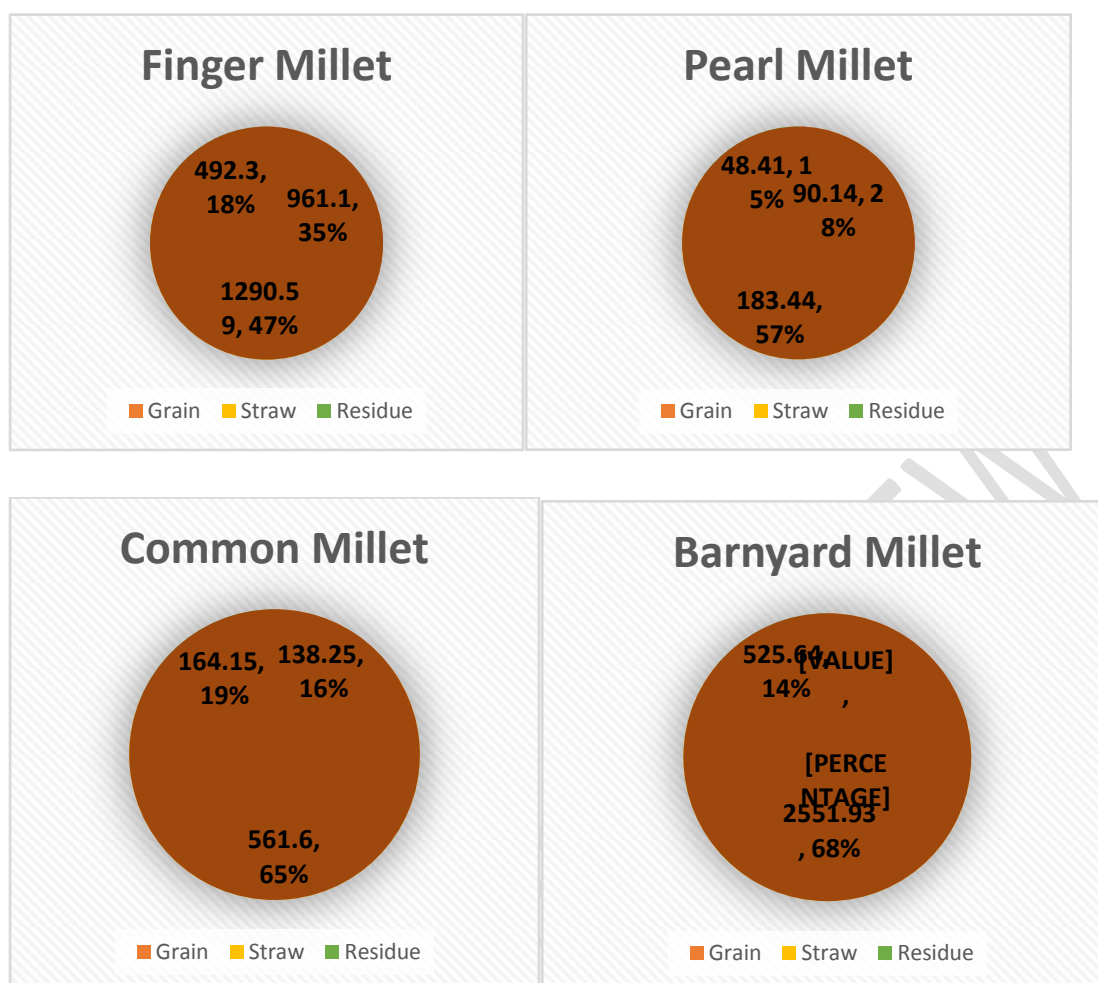 Finger Millet
492.3,
18%
961.1,
35%
1290.5
9, 47%
Grain Straw Residue
Pearl Millet
48.41, 1
5%
90.14, 2
8%
183.44,
57%
Grain Straw Residue
Common Millet
164.15,
19%
138.25,
16%
561.6,
65%
Grain Straw Residue
Barnyard Millet
525.64,
14%
[VALUE]
,
[PERCE
NTAGE]
2551.93
, 68%
Grain Straw Residue